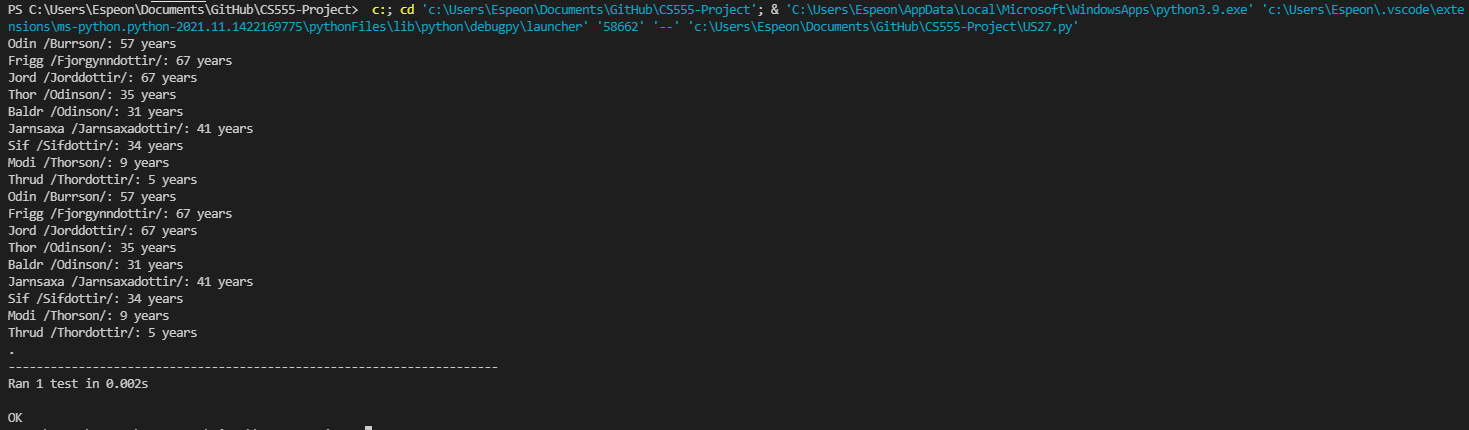 PS C:\Users\Espeon\Documents\GitHub\CS555-Project>  c:; cd 'c:\Users\Espeon\Documents\GitHub\CS555-Project'; & 'C:\Users\Espeon\AppData\Local\Microsoft\WindowsApps\python3.9.exe' 'c:\Users\Espeon\.vscode\exte
nsions\ms-python.python-2021.11.1422169775\pythonFiles\lib\python\debugpy\launcher' '58662' '--' 'c:\Users\Espeon\Documents\GitHub\CS555-Project\US27.py'
Odin /Burrson/: 57 years
Frigg /Fjorgynndottir/: 67 years
Jord /Jorddottir/: 67 years
Thor /Odinson/: 35 years
Baldr /Odinson/: 31 years
Jarnsaxa /Jarnsaxadottir/: 41 years
Sif /Sifdottir/: 34 years
Modi /Thorson/: 9 years
Thrud /Thordottir/: 5 years
Odin /Burrson/: 57 years
Frigg /Fjorgynndottir/: 67 years
Jord /Jorddottir/: 67 years
Thor /Odinson/: 35 years
Baldr /Odinson/: 31 years
Jarnsaxa /Jarnsaxadottir/: 41 years
Sif /Sifdottir/: 34 years
Modi /Thorson/: 9 years
Thrud /Thordottir/: 5 years
.
----------------------------------------------------------------------
Ran 1 test in 0.002s
OK